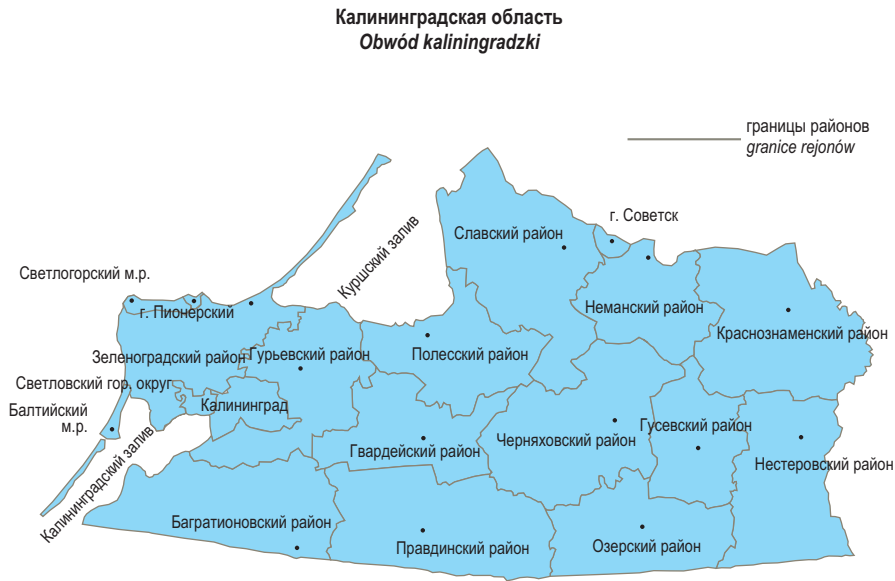 Калининградская область
Obwód kaliningradzki
границы районов
granice rejonów
г. Советск
Славский район
Куршский залив
Светлогорский м.р.
г. Пионерский
Неманский район
Краснознаменский район
Зеленоградский район
Гурьевский район
Полесский район
Светловский гор. округ
Калининград
Балтийский
м.р.
Гвардейский район
Черняховский район
Гусевский район
Нестеровский район
Калининградский залив
Багратионовский район
Правдинский район
Озерский район